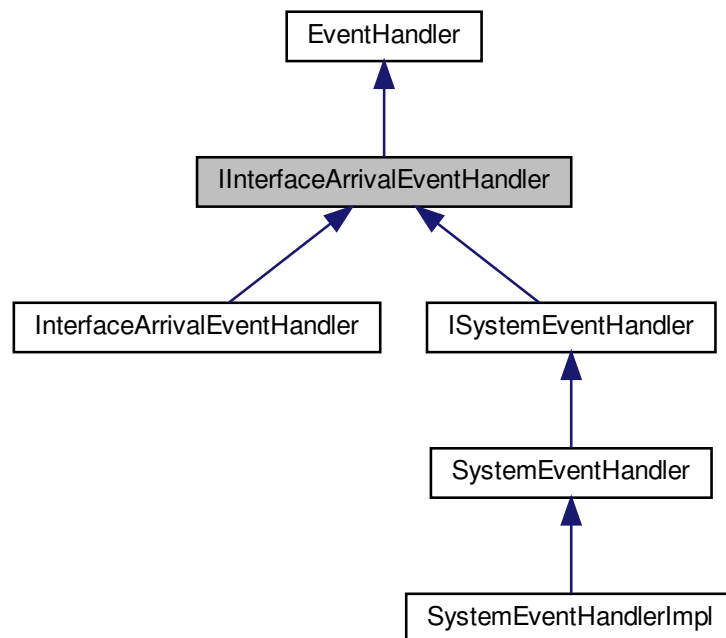 EventHandler
IInterfaceArrivalEventHandler
InterfaceArrivalEventHandler
ISystemEventHandler
SystemEventHandler
SystemEventHandlerImpl